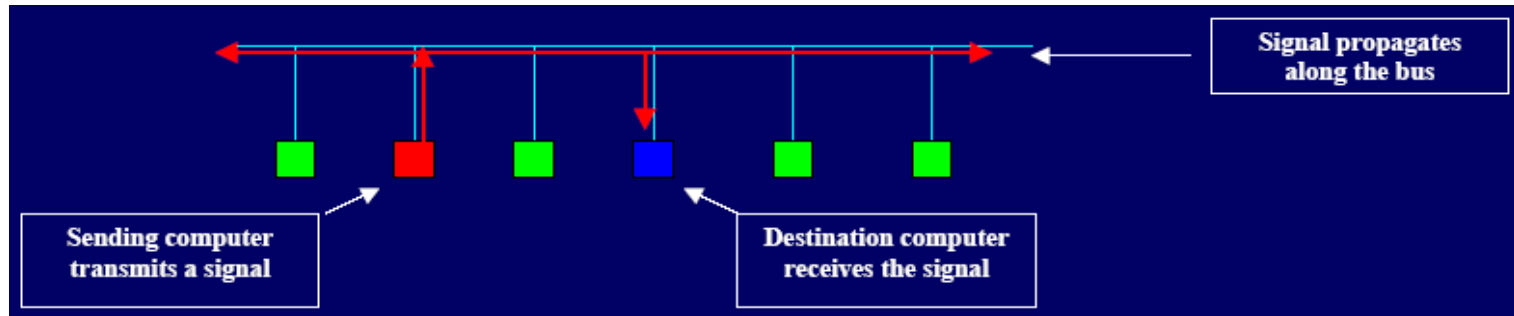 Signal propagates
along the bus
Sending computer
transmits a signal
Destination computer
receives the signal